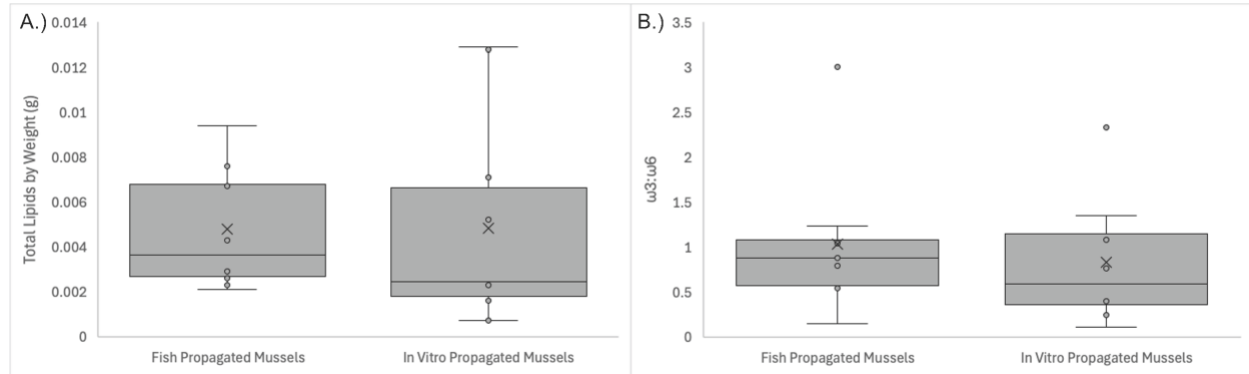 A.)
Total Lipids by Weight (g)
0.014
0.012
0.01
0.008
0.006
0.004
0.002
0
Fish Propagated Mussels
In Vitro Propagated Mussels
B.)
ω3:ω6
3.5
3
2.5
2
1.5
1
0.5
0
Fish Propagated Mussels
In Vitro Propagated Mussels